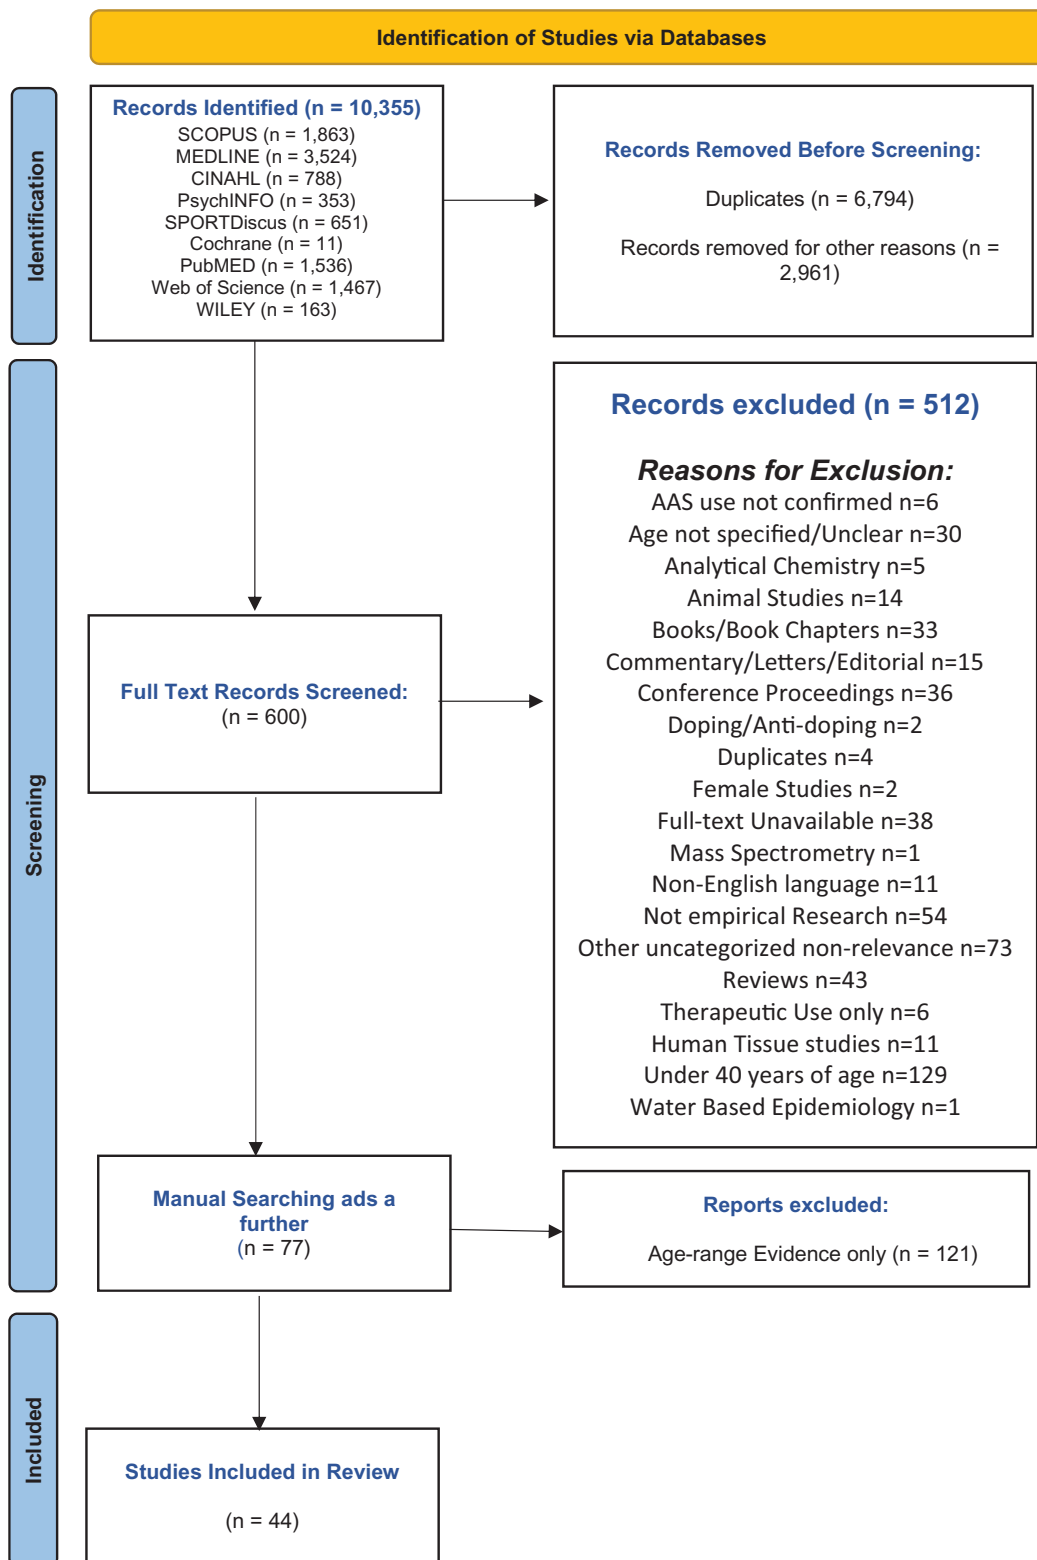 Identification of Studies via Databases
Identification
Records Identified (n = 10,355)
SCOPUS (n = 1,863)
MEDLINE (n = 3,524)
CINAHL (n = 788)
PsychINFO (n = 353)
SPORTDiscus (n = 651)
Cochrane (n = 11)
PubMED (n = 1,536)
Web of Science (n = 1,467)
WILEY (n = 163)
Records Removed Before Screening:
Duplicates (n = 6,794)
Records removed for other reasons (n =
2,961)
Screening
Full Text Records Screened:
(n = 600)
Records excluded (n = 512)
Reasons for Exclusion:
AAS use not confirmed n=6
Age not specified/Unclear n=30
Analytical Chemistry n=5
Animal Studies n=14
Books/Book Chapters n=33
Commentary/Letters/Editorial n=15
Conference Proceedings n=36
Doping/Anti-doping n=2
Duplicates n=4
Female Studies n=2
Full-text Unavailable n=38
Mass Spectrometry n=1
Non-English language n=11
Not empirical Research n=54
Other uncategorized non-relevance n=73
Reviews n=43
Therapeutic Use only n=6
Human Tissue studies n=11
Under 40 years of age n=129
Water Based Epidemiology n=1
Manual Searching ads a
further
(n = 77)
Reports excluded:
Age-range Evidence only (n = 121)
Included
Studies Included in Review
(n = 44)